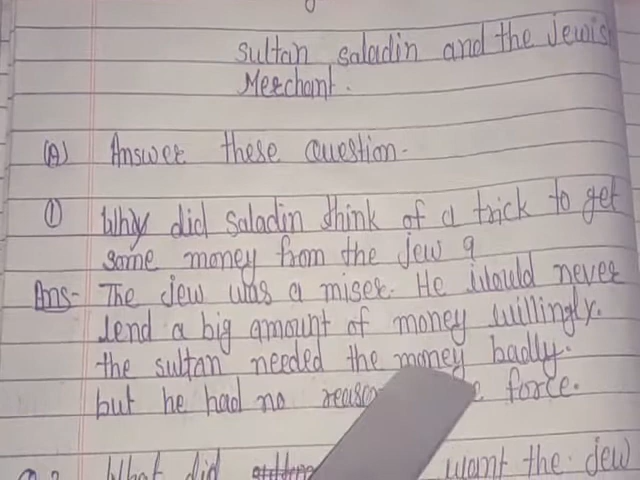 Sultan Saladin and the Jewis
Merchant.
(A) Answer these question.
① Why did Saladin think of a trick to get
some money from the Jew ?
Ans- The Jew was a miser. He would never
lend a big amount of money willingly.
the sultan needed the money badly.
but he had no reaso force.
What did want the Jew